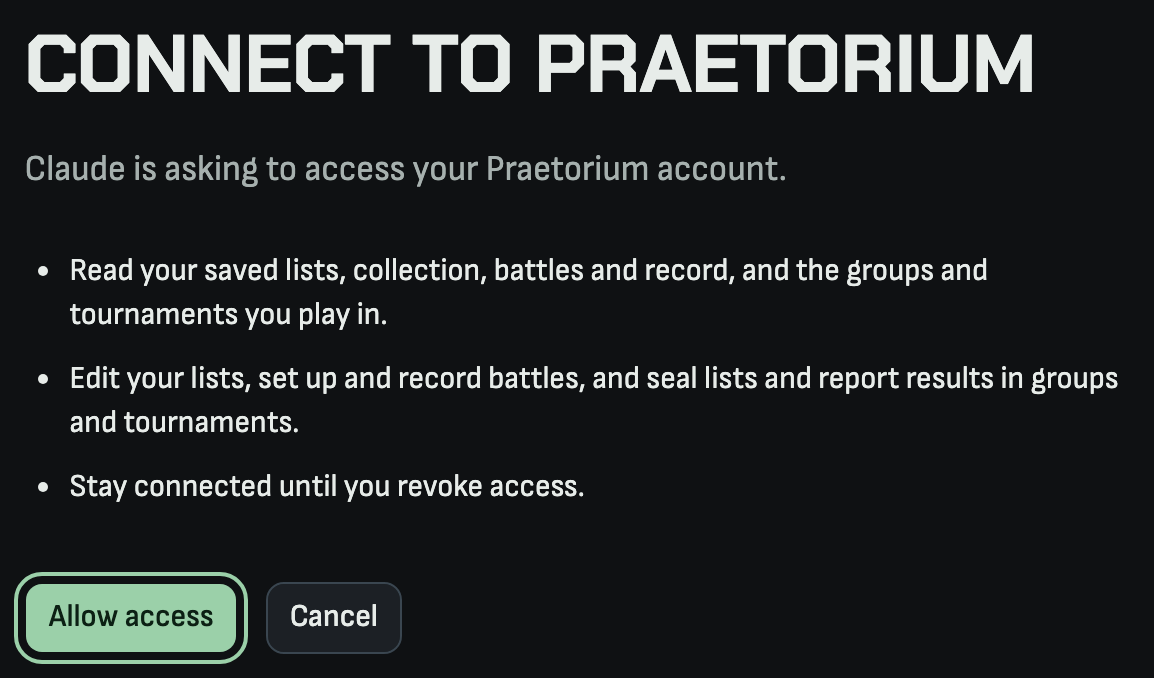 CONNECT TO PRAETORIUM
Claude is asking to access your Praetorium account.
• Read your saved lists, collection, battles and record, and the groups and
tournaments you play in.
• Edit your lists, set up and record battles, and seal lists and report results in groups
and tournaments.
• Stay connected until you revoke access.
Allow access
Cancel